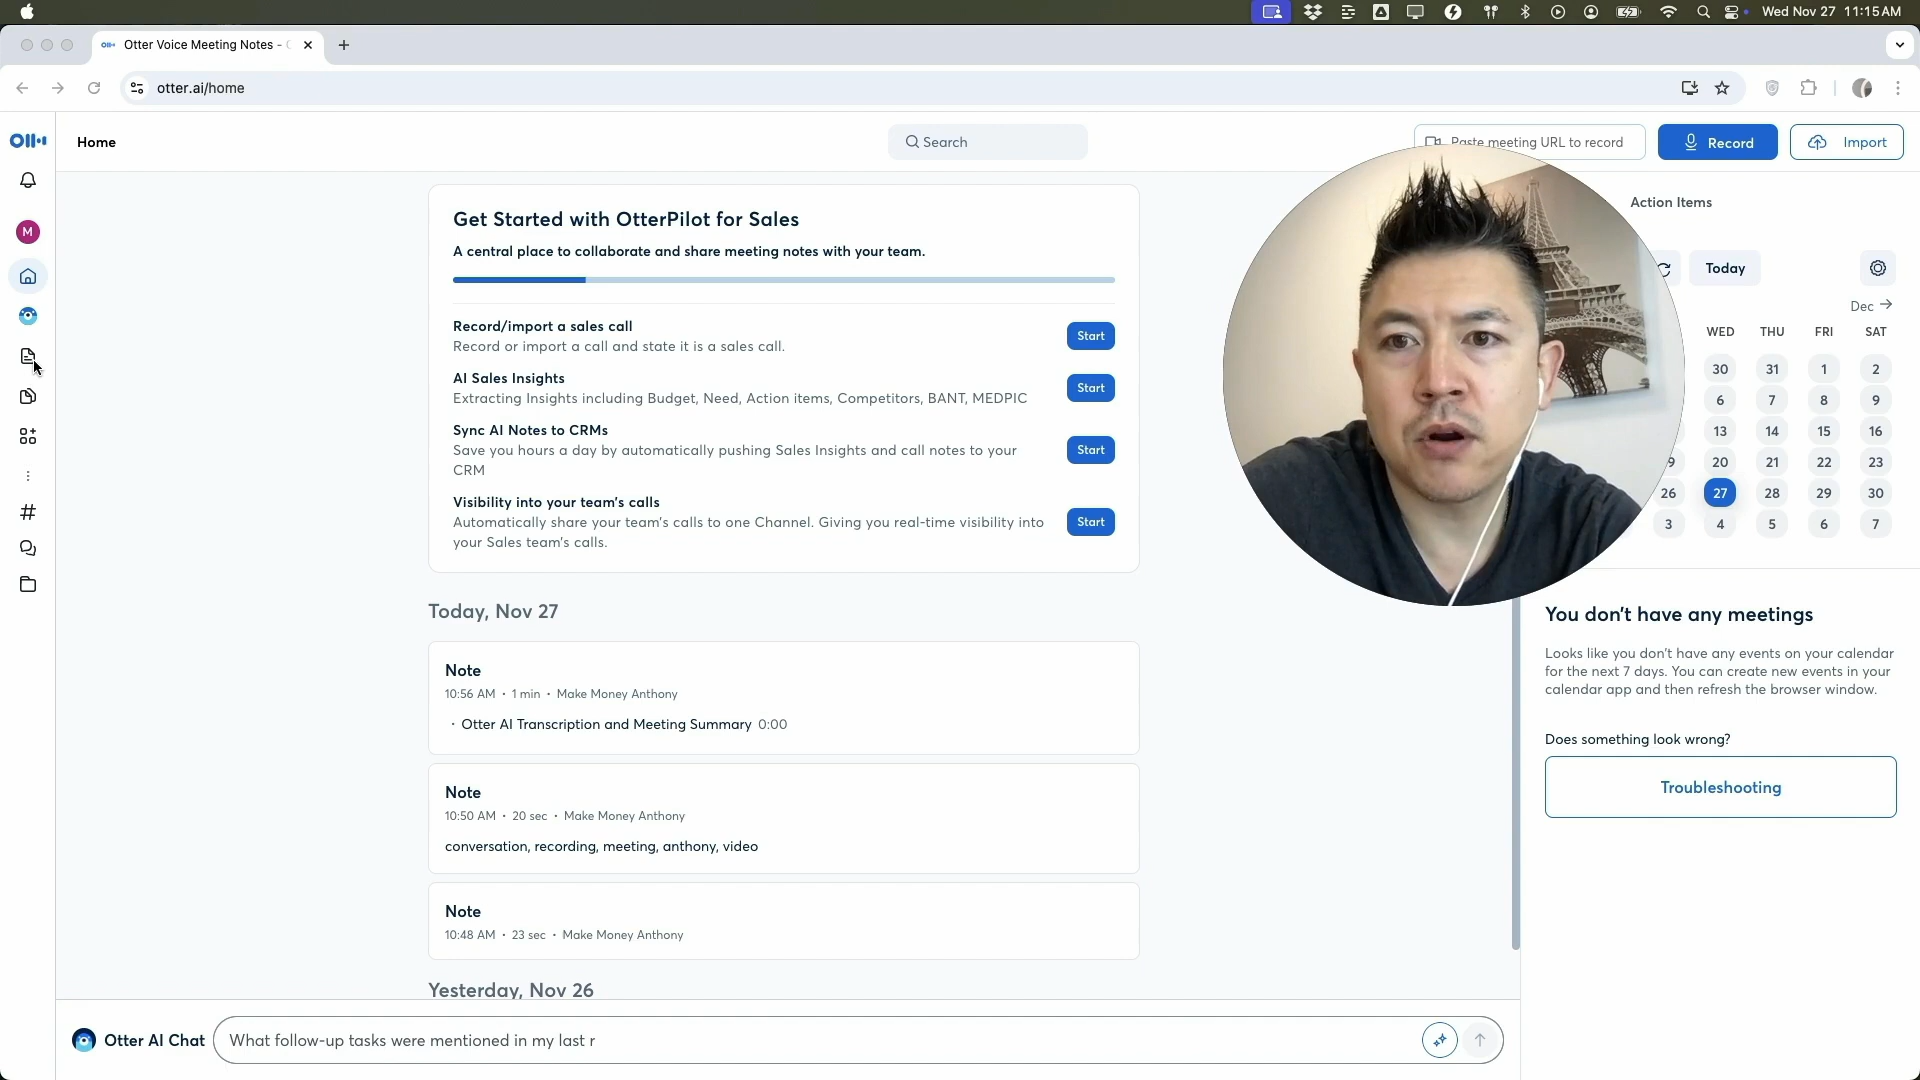 Wed Nov 27 11:15 AM
Otter Voice Meeting Notes -
otter.ai/home
Home
Search
Paste meeting URL to record
Record
Import
M
Get Started with OtterPilot for Sales
A central place to collaborate and share meeting notes with your team.
Record/import a sales call
Record or import a call and state it is a sales call.
Start
AI Sales Insights
Extracting Insights including Budget, Need, Action items, Competitors, BANT, MEDPIC
Start
Sync AI Notes to CRMs
Save you hours a day by automatically pushing Sales Insights and call notes to your
CRM
Start
Visibility into your team's calls
Automatically share your team's calls to one Channel. Giving you real-time visibility into
your Sales team's calls.
Start
Today, Nov 27
Note
10:56 AM • 1 min • Make Money Anthony
· Otter AI Transcription and Meeting Summary 0:00
Note
10:50 AM • 20 sec • Make Money Anthony
conversation, recording, meeting, anthony, video
Note
10:48 AM • 23 sec • Make Money Anthony
Yesterday, Nov 26
Otter AI Chat
What follow-up tasks were mentioned in my last r
Action Items
Today
Dec
WED THU FRI SAT
30 31 1 2
6 7 8 9
13 14 15 16
9 20 21 22 23
26 27 28 29 30
3 4 5 6 7
You don't have any meetings
Looks like you don't have any events on your calendar
for the next 7 days. You can create new events in your
calendar app and then refresh the browser window.
Does something look wrong?
Troubleshooting